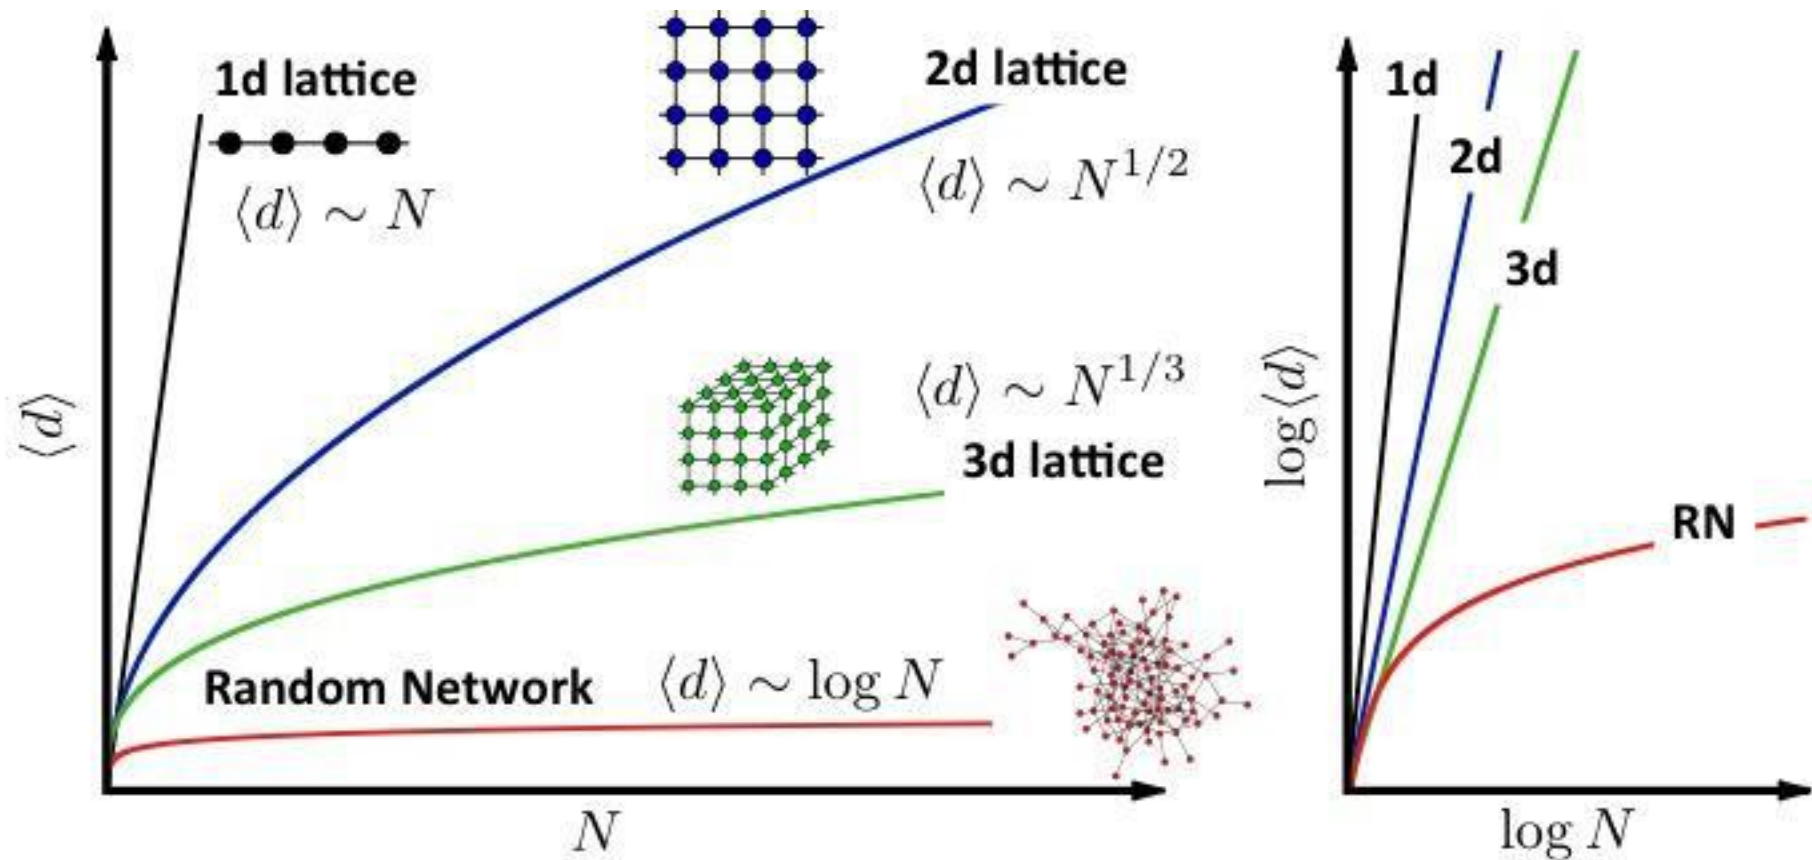 1d lattice
⟨d⟩ ∼ N
2d lattice
⟨d⟩ ∼ N^{1/2}
⟨d⟩ ∼ N^{1/3}
3d lattice
Random Network ⟨d⟩ ∼ log N
⟨d⟩
N
1d
2d
3d
RN
log⟨d⟩
log N